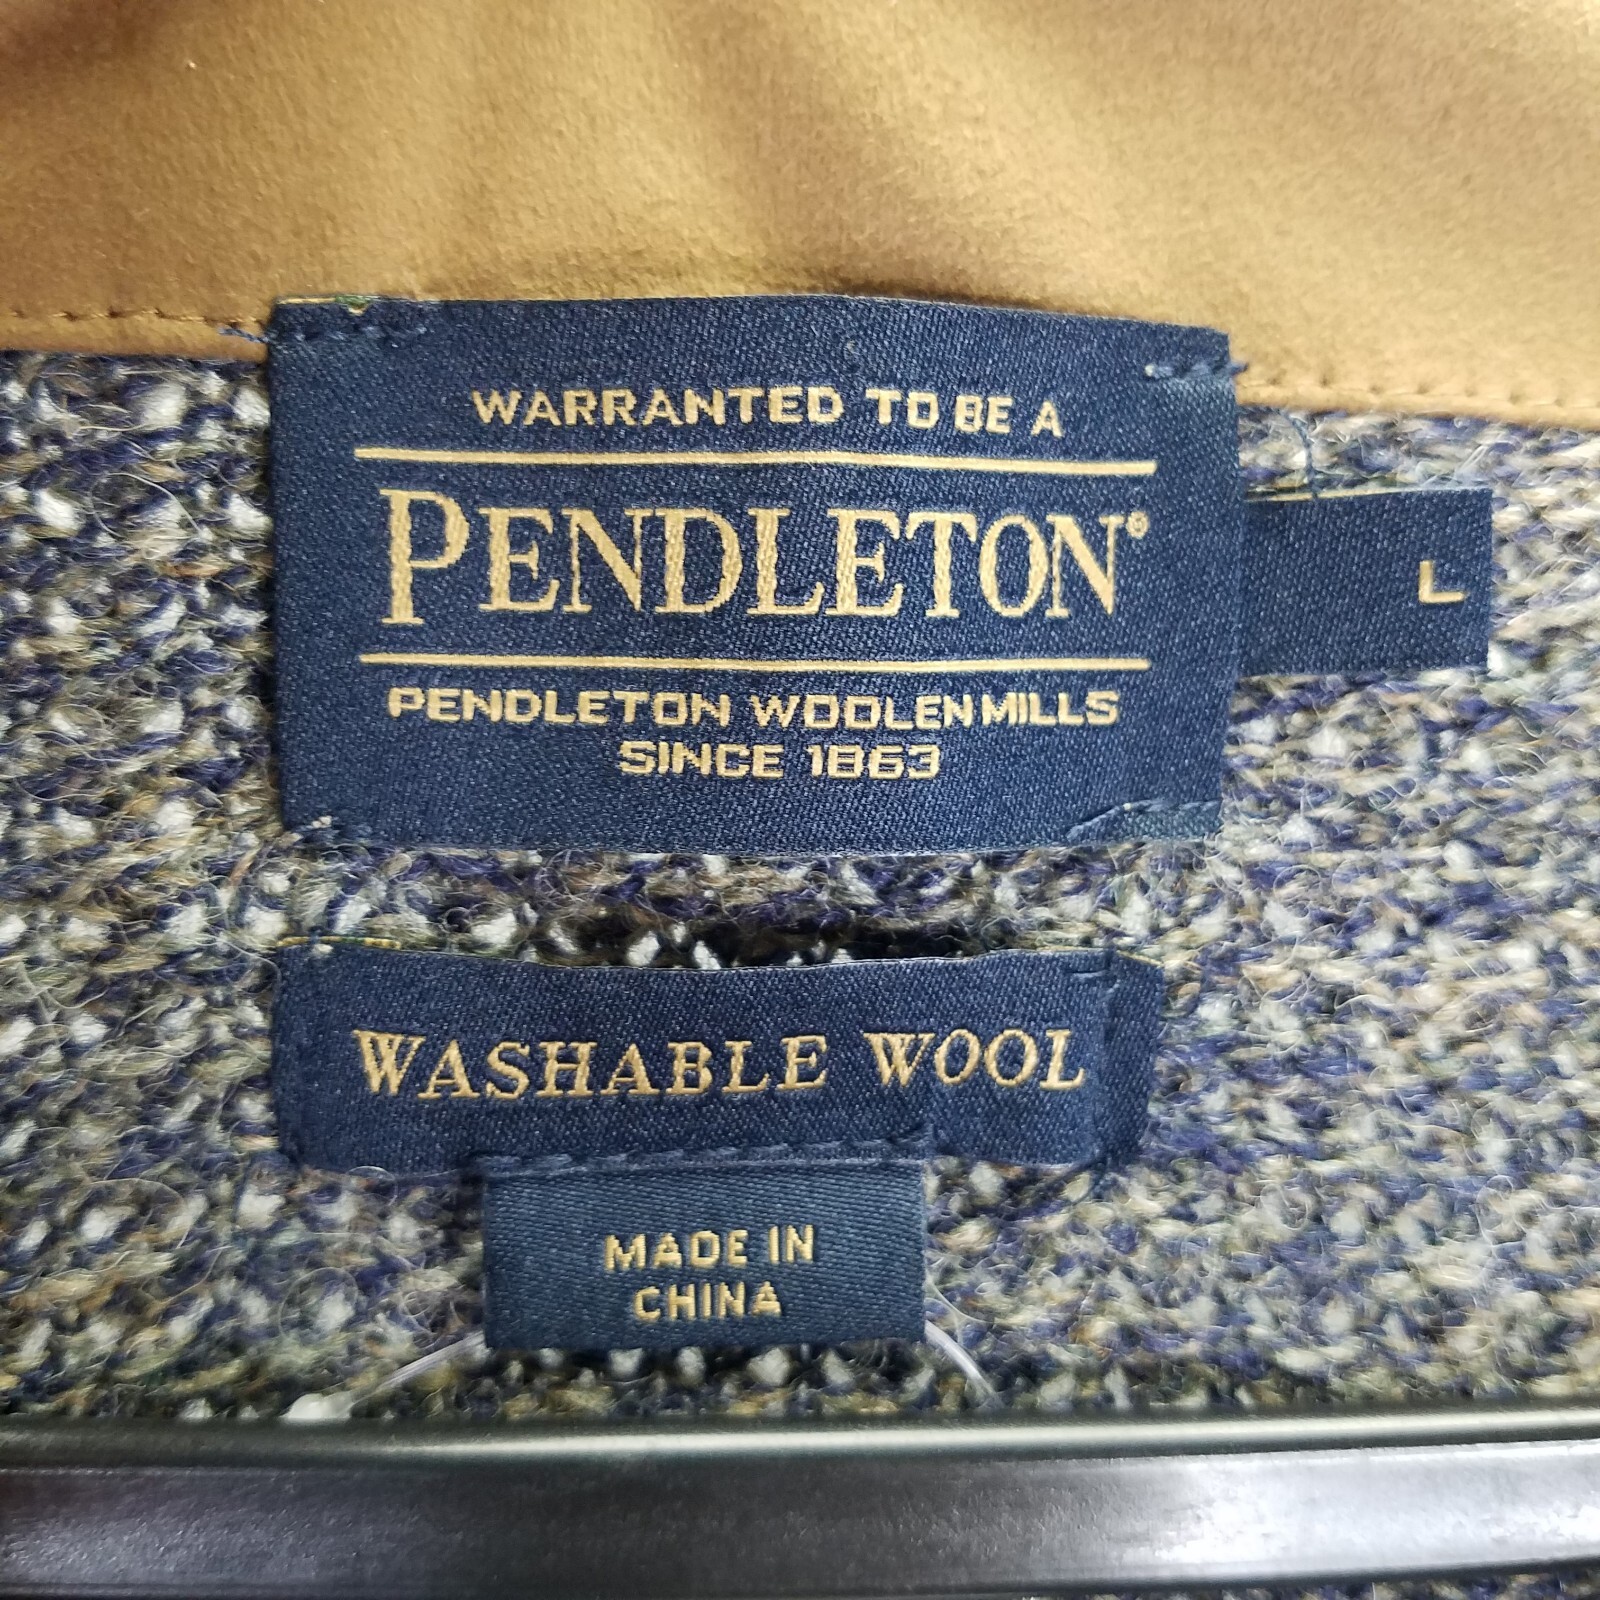 WARRANTED TO BE A
PENDLETON®
L
PENDLETON WOOLEN MILLS
SINCE 1863
WASHABLE WOOL
MADE IN
CHINA